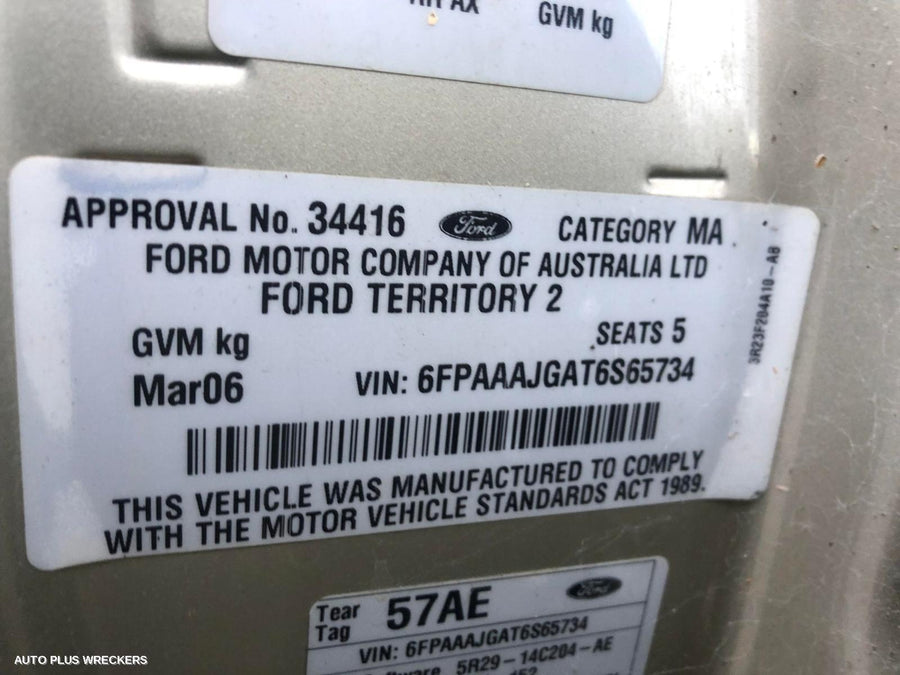 GVM kg
APPROVAL No. 34416 Ford CATEGORY MA
FORD MOTOR COMPANY OF AUSTRALIA LTD
FORD TERRITORY 2
GVM kg SEATS 5
Mar06 VIN: 6FPAAAJGAT6S65734
3R23F204A10-AB
THIS VEHICLE WAS MANUFACTURED TO COMPLY
WITH THE MOTOR VEHICLE STANDARDS ACT 1989.
Tear 57AE Ford
Tag
VIN: 6FPAAAJGAT6S65734
5R29-14C204-AE
AUTO PLUS WRECKERS